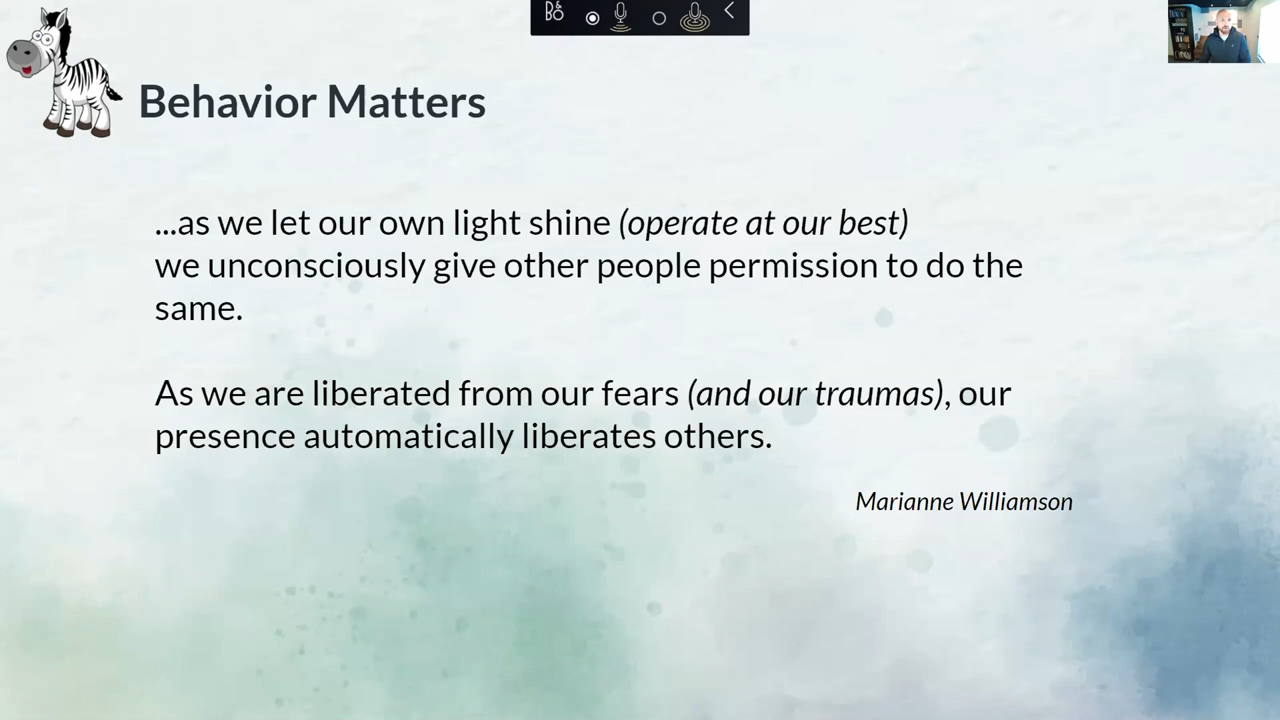 B&O
Behavior Matters
...as we let our own light shine (operate at our best)
we unconsciously give other people permission to do the
same.
As we are liberated from our fears (and our traumas), our
presence automatically liberates others.
Marianne Williamson